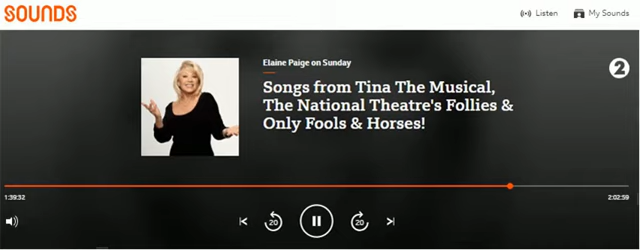 SOUNDS
Listen
My Sounds
Elaine Paige on Sunday
2
Songs from Tina The Musical,
The National Theatre's Follies &
Only Fools & Horses!
1:39:32
2:02:59
20
20